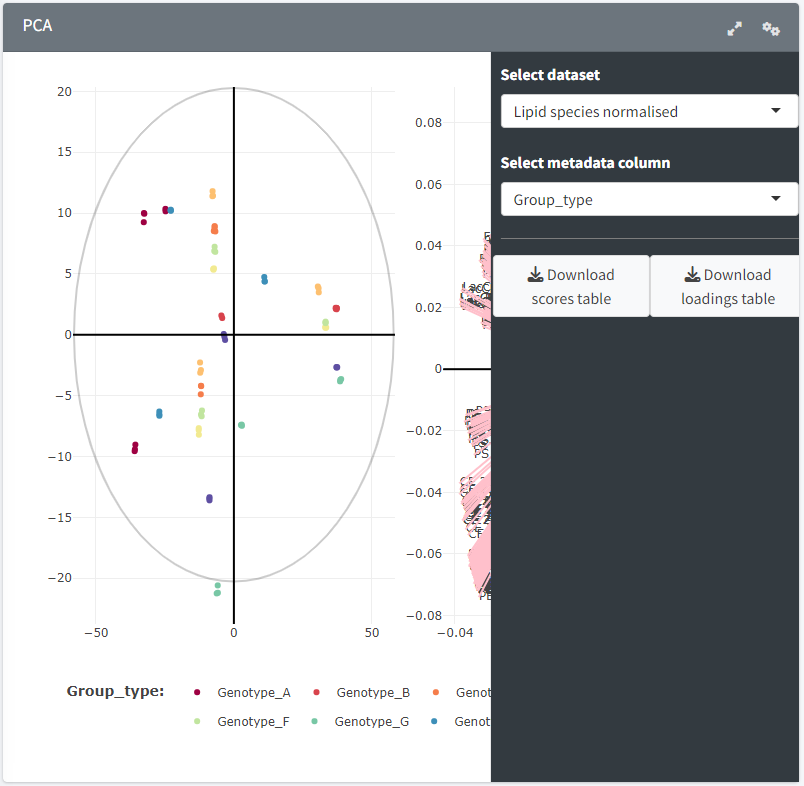 PCA
Select dataset
Lipid species normalised
Select metadata column
Group_type
Download
scores table
Download
loadings table
20
15
10
5
0
−5
−10
−15
−20
−50
0
50
0.08
0.06
0.04
0.02
0
−0.02
−0.04
−0.06
−0.08
−0.04
PS
Group_type:
Genotype_A
Genotype_B
Genot
Genotype_F
Genotype_G
Genot